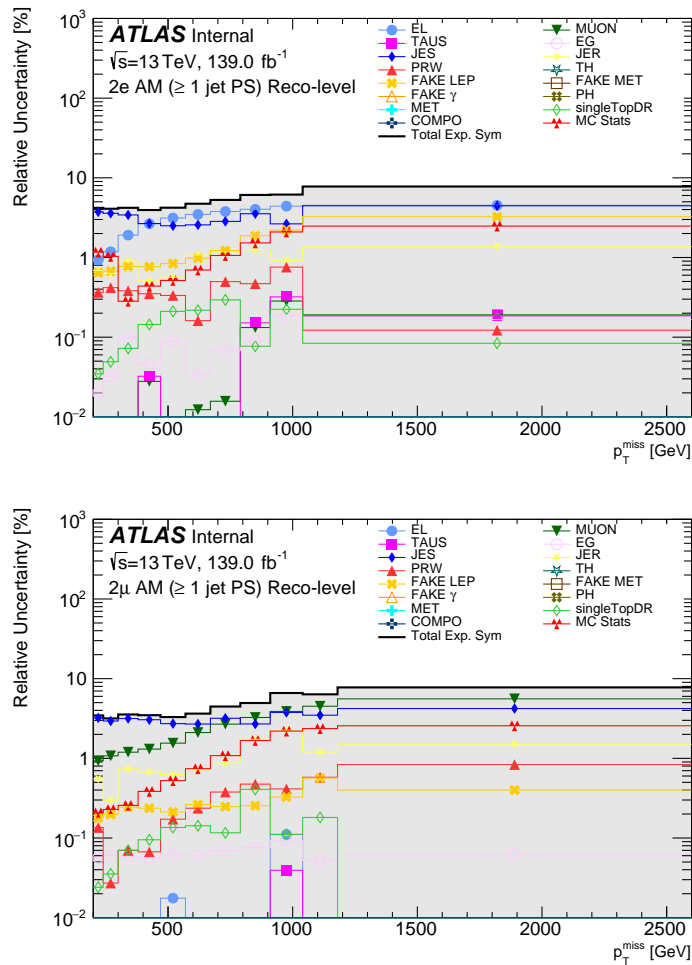 Relative Uncertainty [%]
ATLAS Internal
√s=13 TeV, 139.0 fb⁻¹
2e AM (≥ 1 jet PS) Reco-level
EL
TAUS
JES
PRW
FAKE LEP
FAKE γ
MET
COMPO
Total Exp. Sym
MUON
EG
JER
TH
FAKE MET
PH
singleTopDR
MC Stats
10³
10²
10
1
10⁻¹
10⁻²
500 1000 1500 2000 2500
p_T^miss [GeV]
Relative Uncertainty [%]
ATLAS Internal
√s=13 TeV, 139.0 fb⁻¹
2μ AM (≥ 1 jet PS) Reco-level
EL
TAUS
JES
PRW
FAKE LEP
FAKE γ
MET
COMPO
Total Exp. Sym
MUON
EG
JER
TH
FAKE MET
PH
singleTopDR
MC Stats
10³
10²
10
1
10⁻¹
10⁻²
500 1000 1500 2000 2500
p_T^miss [GeV]